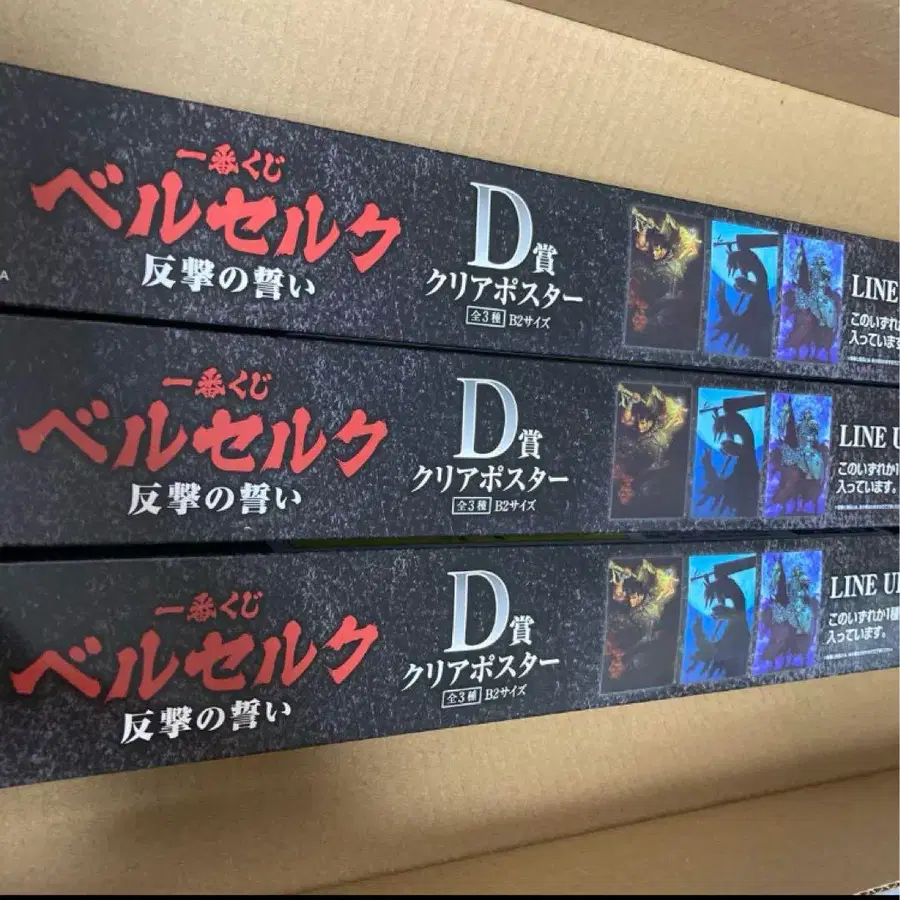 一番くじ
ベルセルク
反撃の誓い
D賞
クリアポスター
全3種 B2サイズ
LINE
このいずれか
入っています
A
一番くじ
ベルセルク
反撃の誓い
D賞
クリアポスター
全3種 B2サイズ
LINE U
このいずれか1
入っています。
一番くじ
ベルセルク
反撃の誓い
D賞
クリアポスター
全3種 B2サイズ
LINE UP
このいずれか1種
入っています。